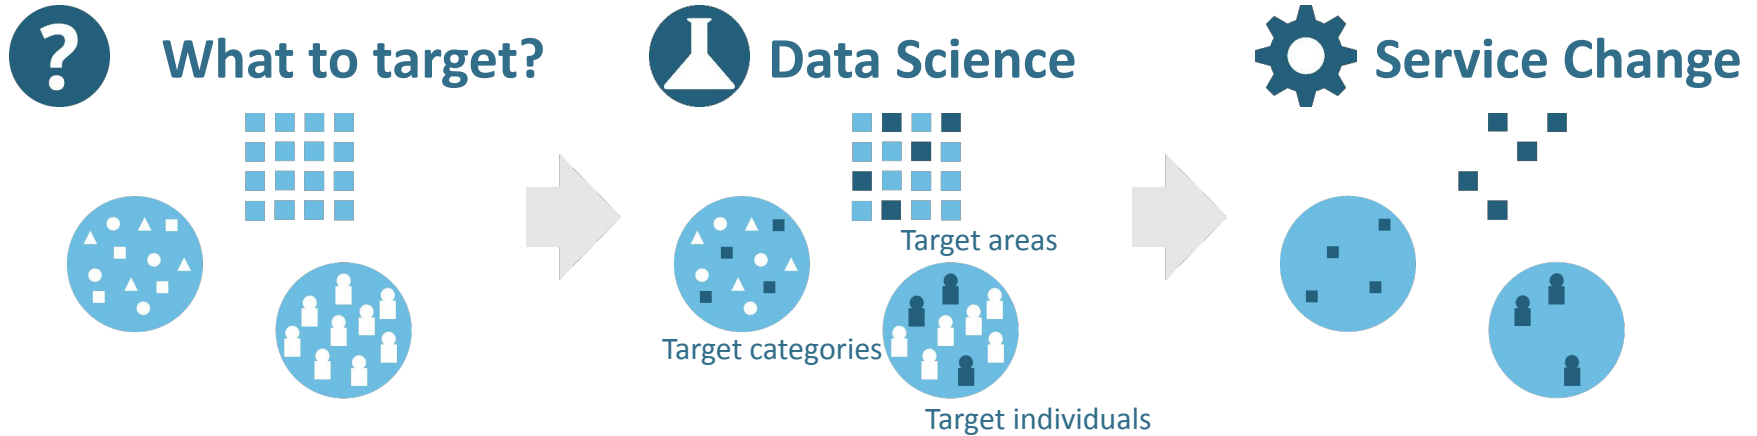 ?
What to target?
Data Science
Service Change
Target areas
Target categories
Target individuals